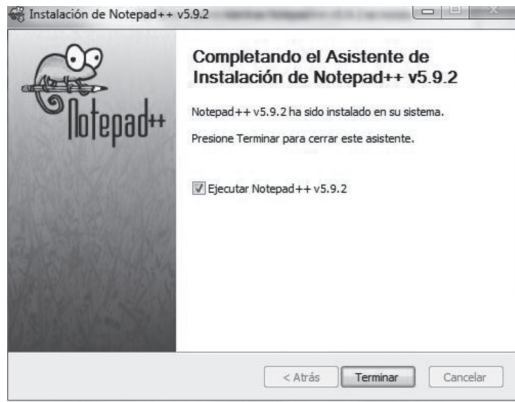 Instalación de Notepad++ v5.9.2
Notepad++
Completando el Asistente de
Instalación de Notepad++ v5.9.2
Notepad++ v5.9.2 ha sido instalado en su sistema.
Presione Terminar para cerrar este asistente.
Ejecutar Notepad++ v5.9.2
< Atrás
Terminar
Cancelar